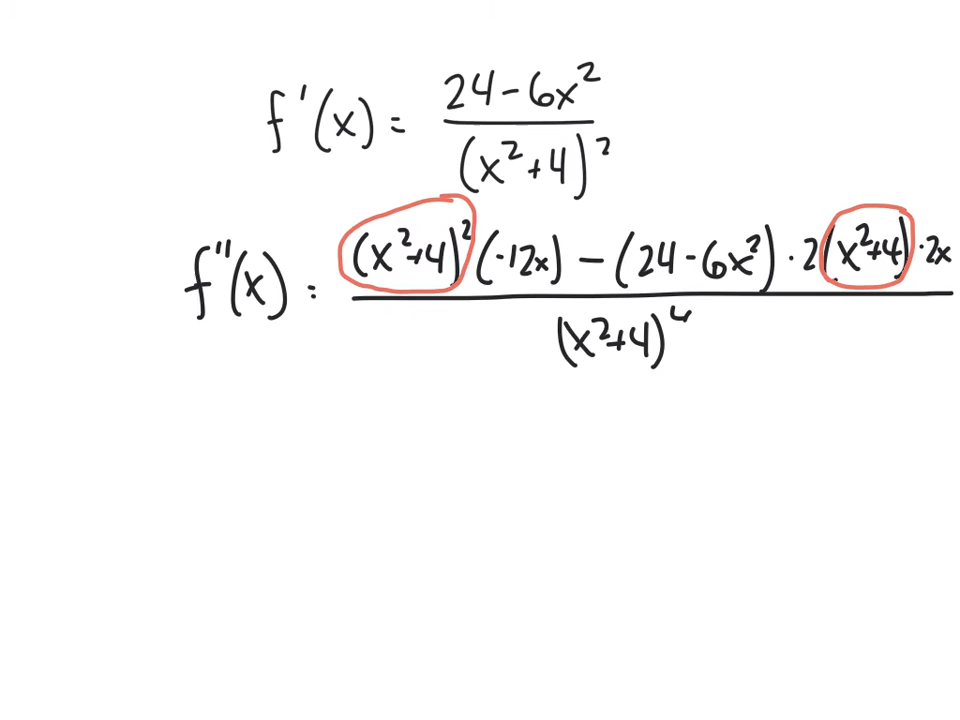 f'(x) = 24-6x² / (x²+4)²
f''(x) = (x²+4)²(-12x) - (24-6x²)·2(x²+4)·2x / (x²+4)⁴